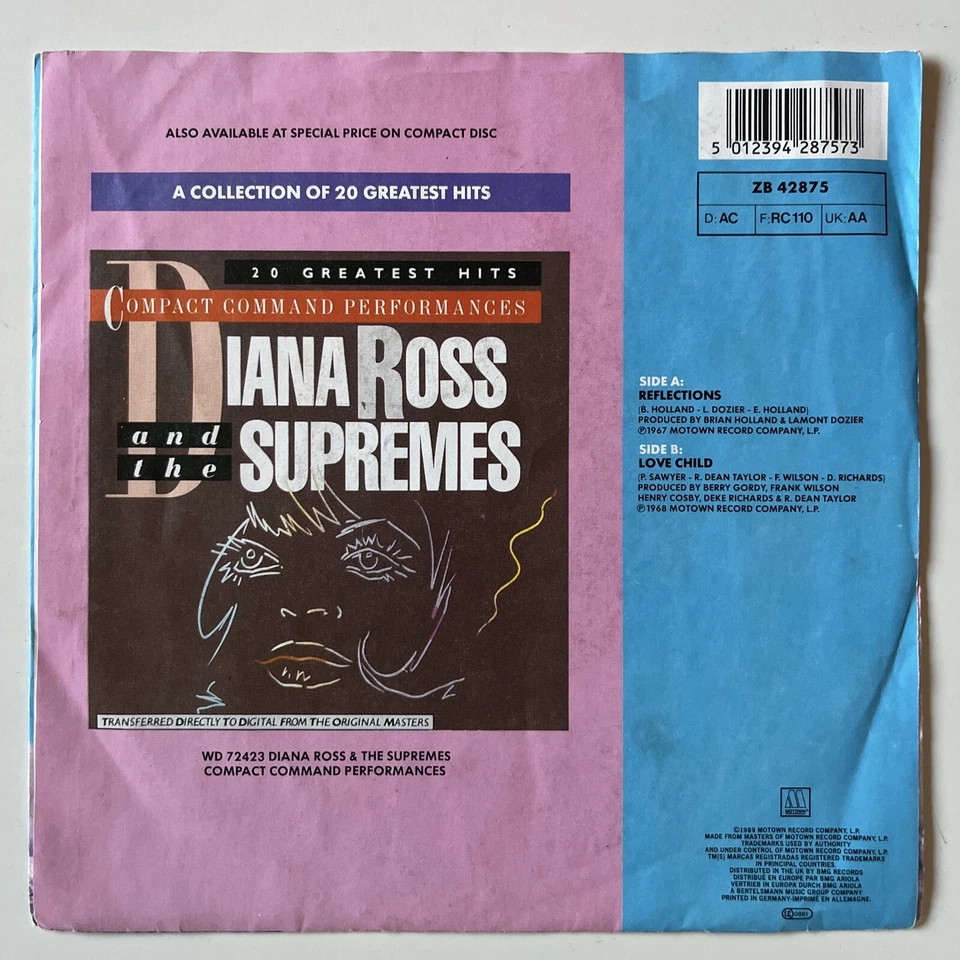 ALSO AVAILABLE AT SPECIAL PRICE ON COMPACT DISC
A COLLECTION OF 20 GREATEST HITS
20 GREATEST HITS
COMPACT COMMAND PERFORMANCES
DIANA ROSS
and
the
SUPREMES
TRANSFERRED DIRECTLY TO DIGITAL FROM THE ORIGINAL MASTERS
WD 72423 DIANA ROSS & THE SUPREMES
COMPACT COMMAND PERFORMANCES
5 012394 287573
ZB 42875
D: AC F: RC 110 UK: AA
SIDE A:
REFLECTIONS
(B. HOLLAND - L. DOZIER - E. HOLLAND)
PRODUCED BY BRIAN HOLLAND & LAMONT DOZIER
℗1967 MOTOWN RECORD COMPANY, L.P.
SIDE B:
LOVE CHILD
(P. SAWYER - R. DEAN TAYLOR - F. WILSON - D. RICHARDS)
PRODUCED BY BERRY GORDY, FRANK WILSON
HENRY COSBY, DEKE RICHARDS & R. DEAN TAYLOR
℗1968 MOTOWN RECORD COMPANY, L.P.
M
MOTOWN
©1989 MOTOWN RECORD COMPANY, L.P.
MADE FROM MASTERS OF MOTOWN RECORD COMPANY, L.P.
TRADEMARKS USED BY AUTHORITY
AND UNDER CONTROL OF MOTOWN RECORD COMPANY, L.P.
TM(S) MARCAS REGISTRADAS REGISTERED TRADEMARKS
IN PRINCIPAL COUNTRIES.
DISTRIBUTED IN THE UK BY BMG RECORDS
DISTRIBUÉ EN EUROPE PAR BMG ARIOLA
VERTRIEB IN EUROPA DURCH BMG ARIOLA
A BERTELSMANN MUSIC GROUP COMPANY
PRINTED IN GERMANY-IMPRIMÉ EN ALLEMAGNE.
LC 0881